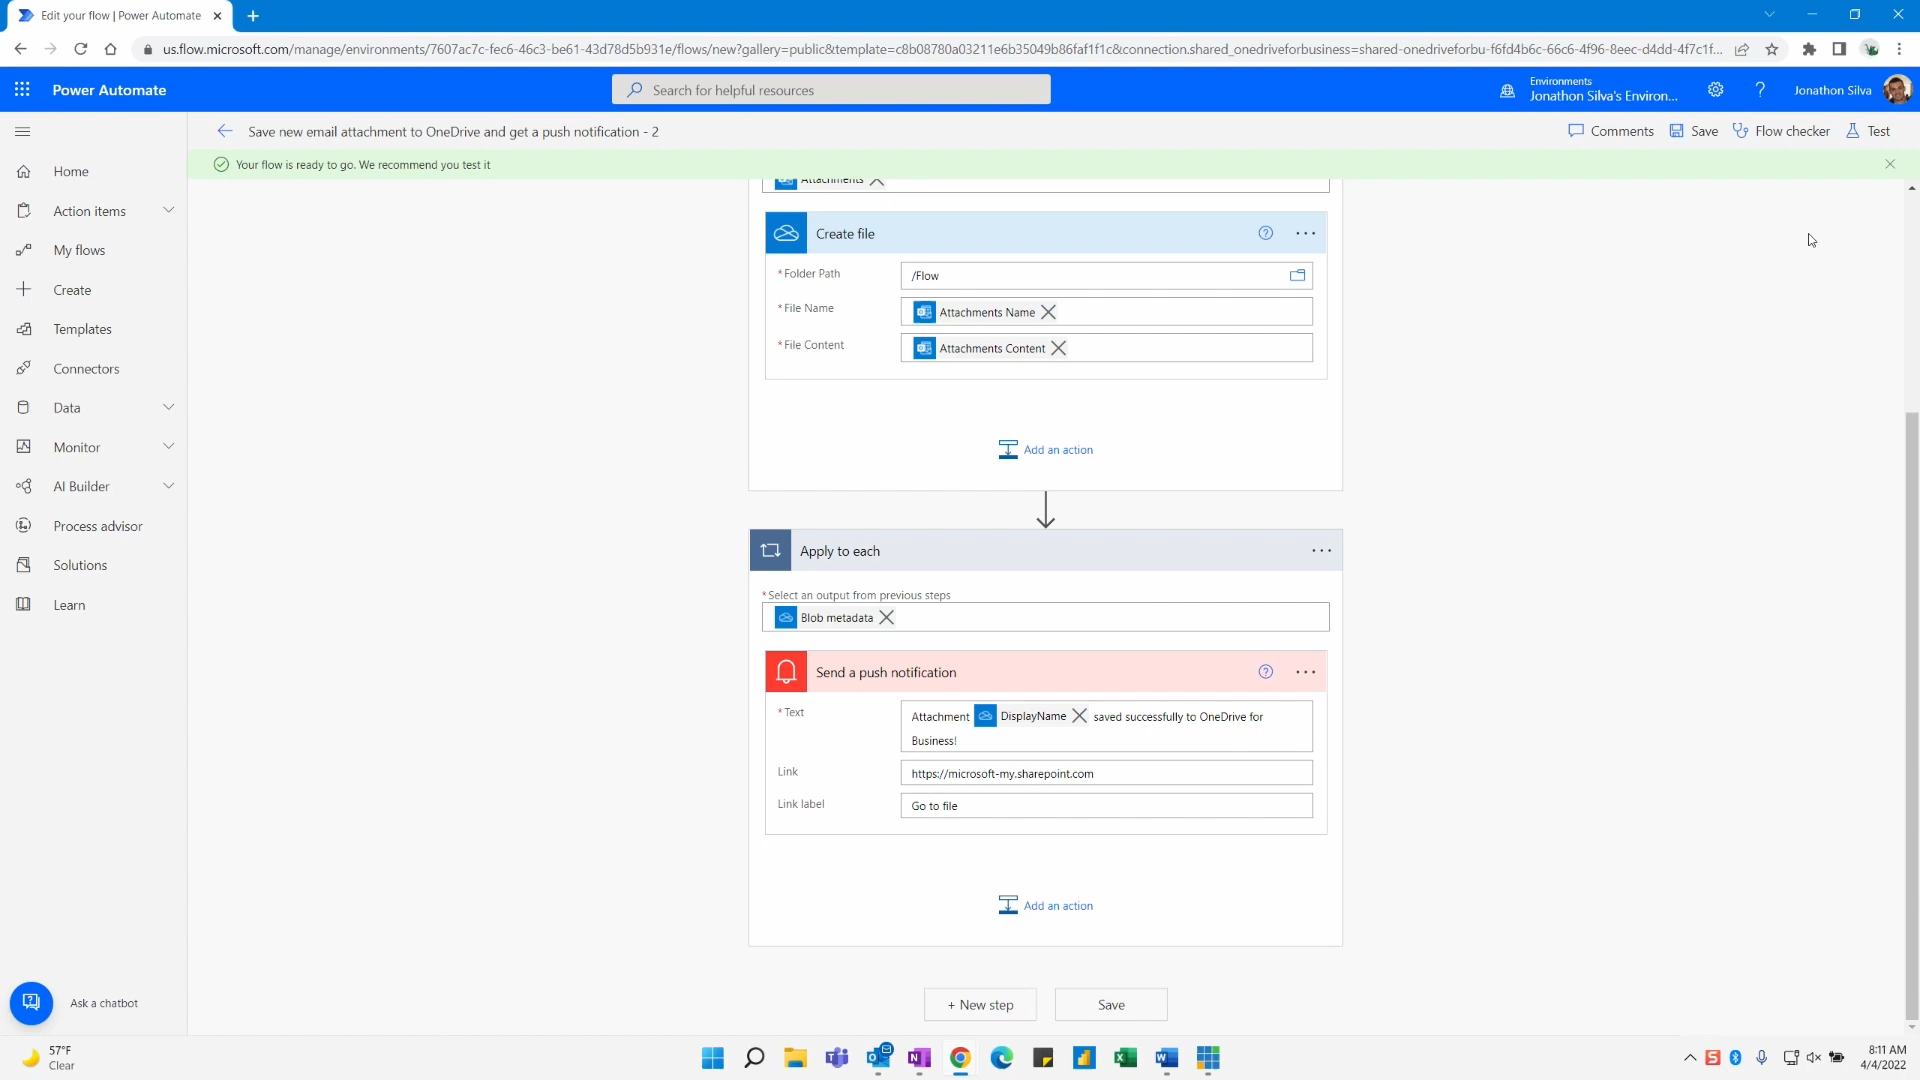 Edit your flow | Power Automate
us.flow.microsoft.com/manage/environments/7607ac7c-fec6-46c3-be61-43d78d5b931e/flows/new?gallery=public&template=c8b08780a03211e6b35049b86faf1f1c&connection.shared_onedriveforbusiness=shared-onedriveforbu-f6fd4b6c-66c6-4f96-8eec-d4dd-4f7c1f...
Power Automate
Search for helpful resources
Environments
Jonathon Silva's Environ...
?
Jonathon Silva
Save new email attachment to OneDrive and get a push notification - 2
Comments
Save
Flow checker
Test
Your flow is ready to go. We recommend you test it
Home
Action items
My flows
Create
Templates
Connectors
Data
Monitor
AI Builder
Process advisor
Solutions
Learn
Ask a chatbot
Attachments
Create file
* Folder Path
/Flow
* File Name
Attachments Name
* File Content
Attachments Content
Add an action
Apply to each
* Select an output from previous steps
Blob metadata
Send a push notification
* Text
Attachment DisplayName saved successfully to OneDrive for
Business!
Link
https://microsoft-my.sharepoint.com
Link label
Go to file
Add an action
+ New step
Save
57°F
Clear
8:11 AM
4/4/2022